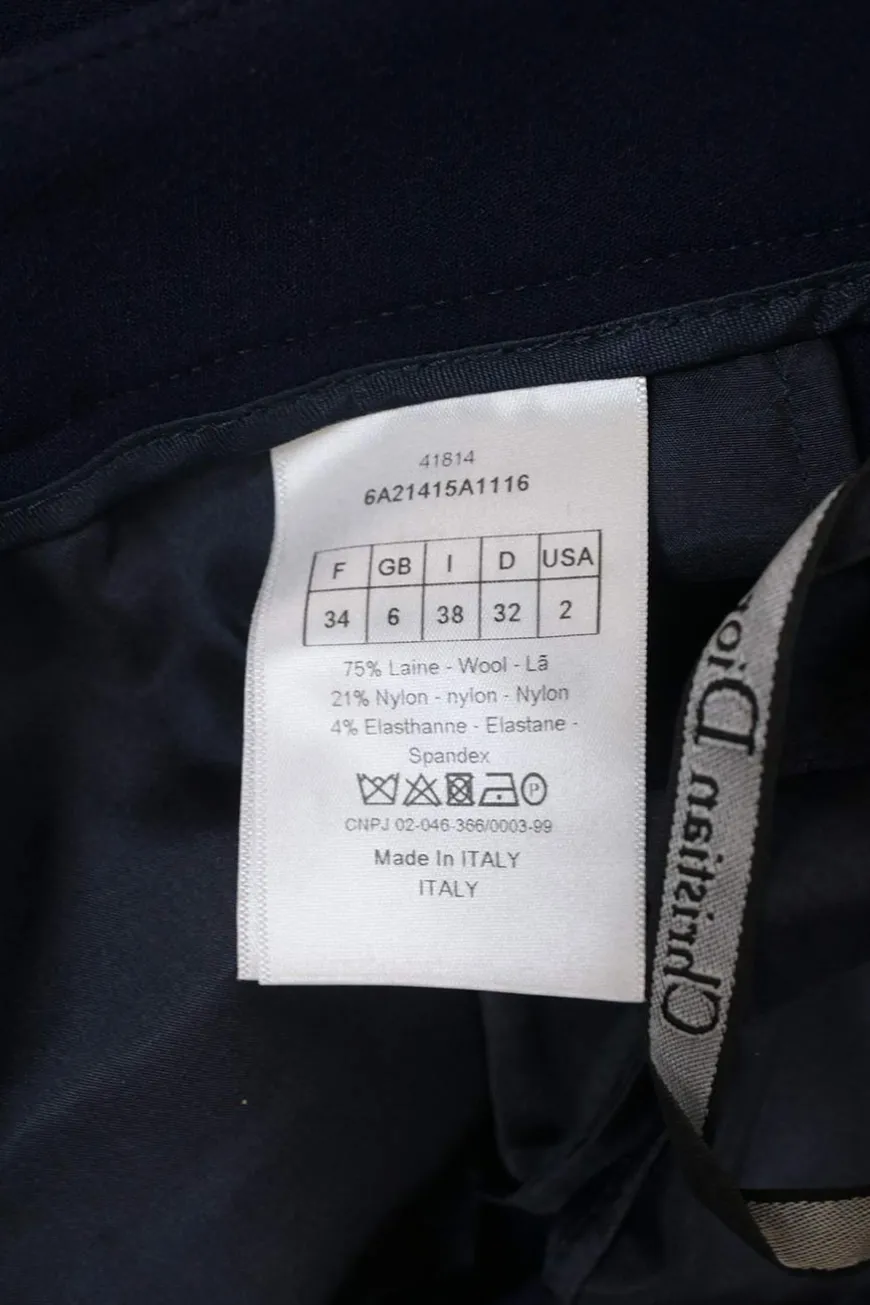 41814
6A21415A1116
F GB I D USA
34 6 38 32 2
75% Laine - Wool - Lã
21% Nylon - nylon - Nylon
4% Elasthanne - Elastane -
Spandex
P
CNPJ 02-046-366/0003-99
Made In ITALY
ITALY
Christian Dior